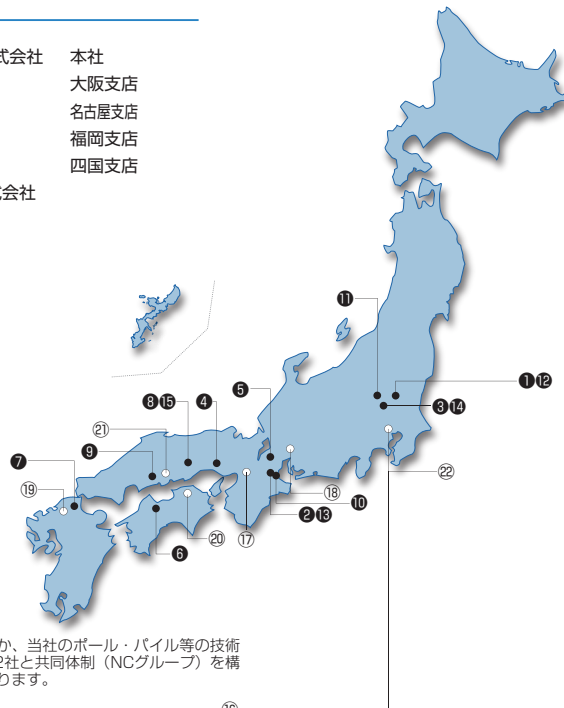 式会社 本社
大阪支店
名古屋支店
福岡支店
四国支店
式会社
⓫
❺
❶⓬
❽⓯ ❹
❸⓮
㉑
❾
❼
㉒
⑲
⑱ ❿
❷⓭
⑳ ⑰
❻
か、当社のポール・パイル等の技術
2社と共同体制（NCグループ）を構
ります。
⑯